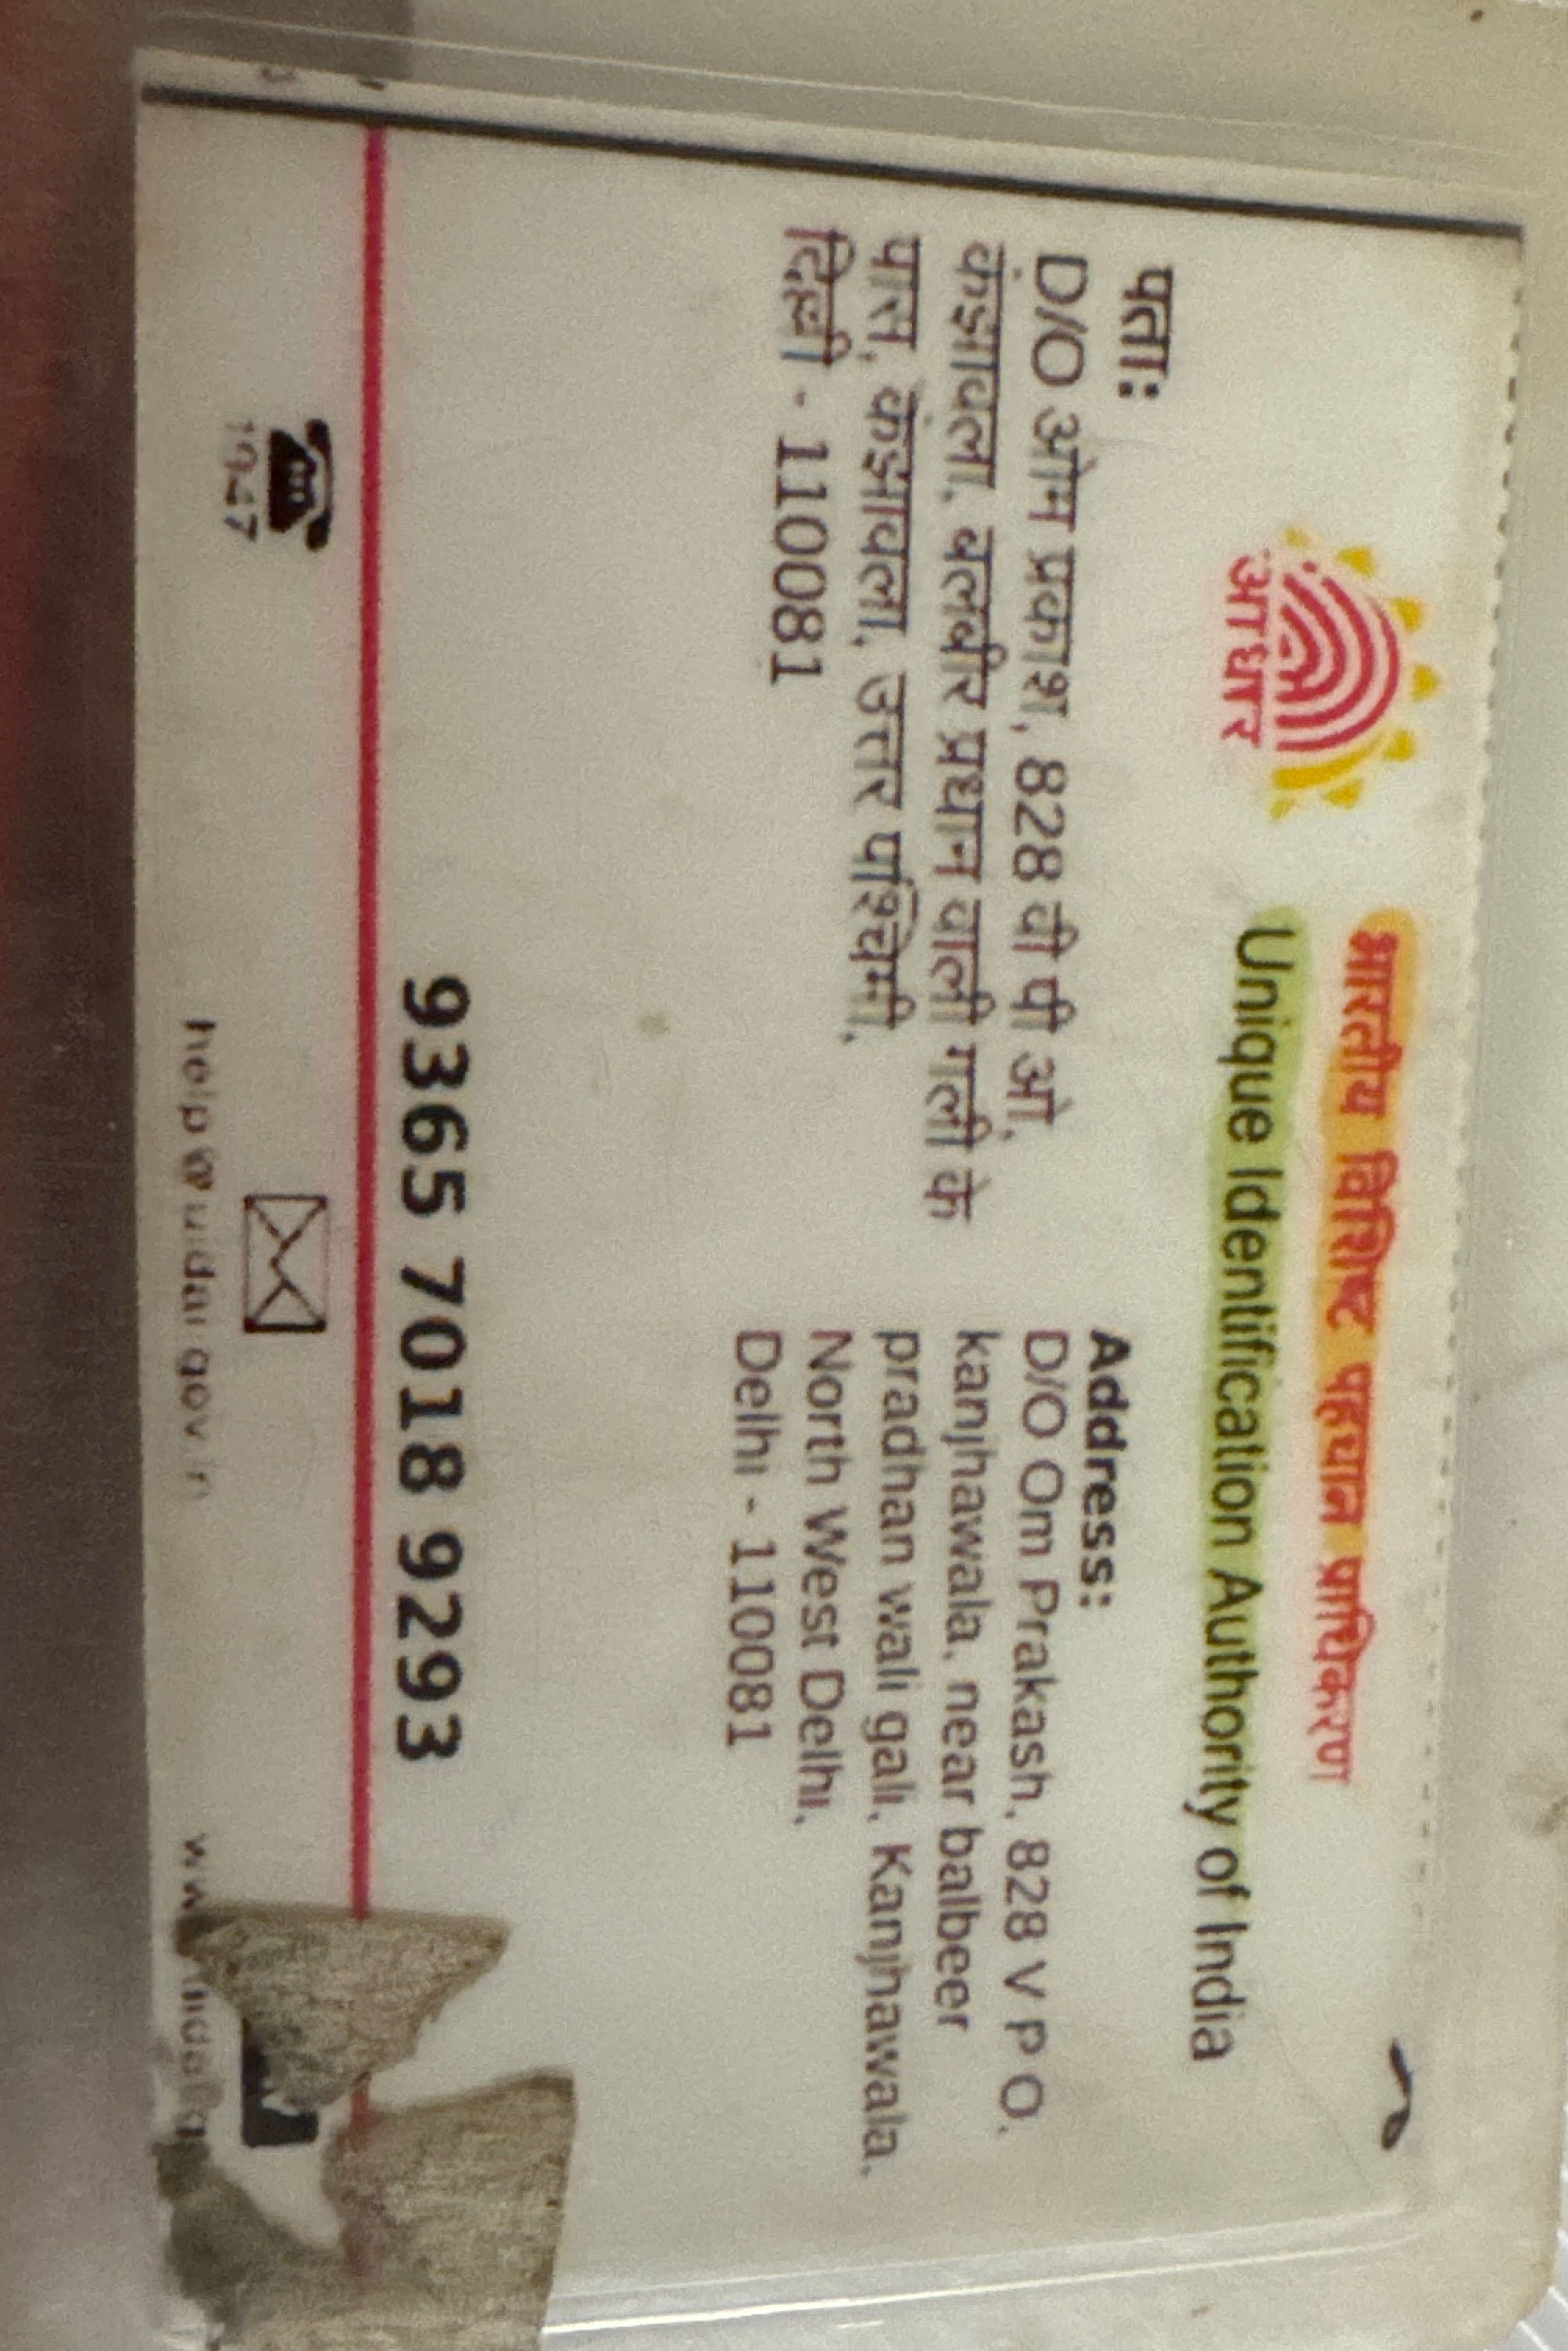 आधार
भारतीय विशिष्ट पहचान प्राधिकरण
Unique Identification Authority of India
पता:
D/O ओम प्रकाश, 828 वी पी ओ,
कंझावला, बलबीर प्रधान वाली गली के
पास, कंझावला, उत्तर पश्चिमी,
दिल्ली - 110081
Address:
D/O Om Prakash, 828 V P O,
kanjhawala, near balbeer
pradhan wali gali, Kanjhawala,
North West Delhi,
Delhi - 110081
9365 7018 9293
1947
help@uidai.gov.in